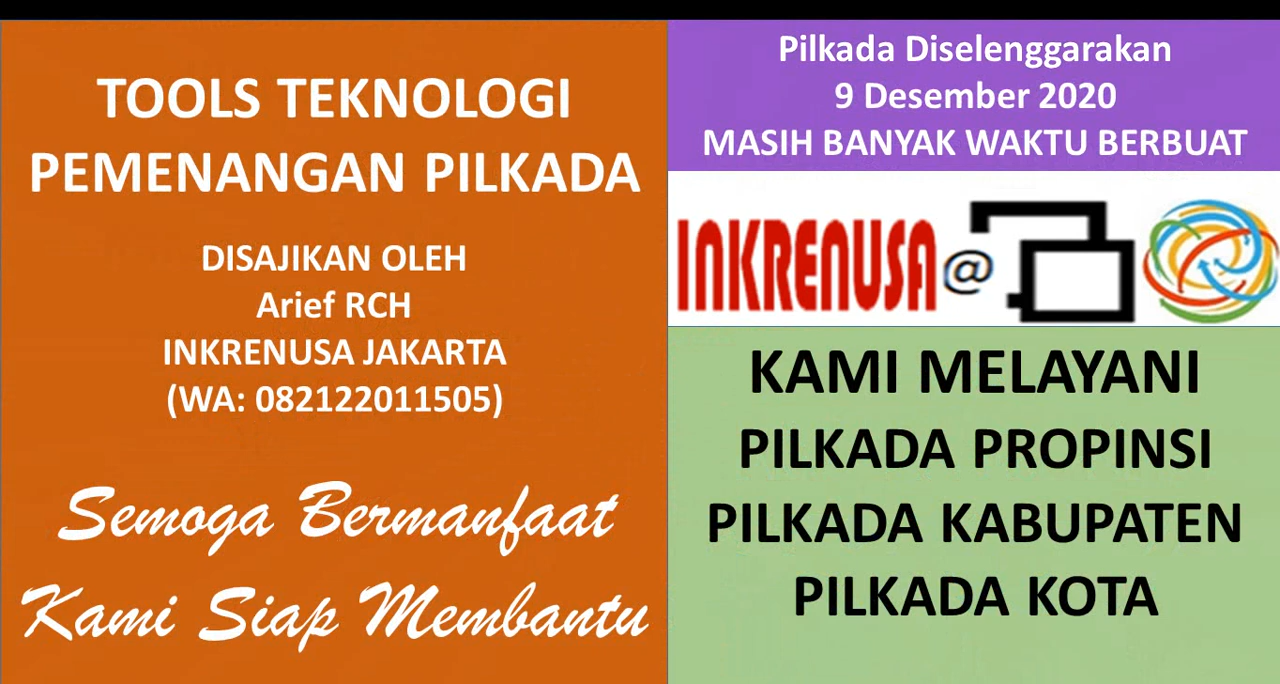 TOOLS TEKNOLOGI
PEMENANGAN PILKADA
DISAJIKAN OLEH
Arief RCH
INKRENUSA JAKARTA
(WA: 082122011505)
Semoga Bermanfaat
Kami Siap Membantu
Pilkada Diselenggarakan
9 Desember 2020
MASIH BANYAK WAKTU BERBUAT
INKRENUSA@
KAMI MELAYANI
PILKADA PROPINSI
PILKADA KABUPATEN
PILKADA KOTA